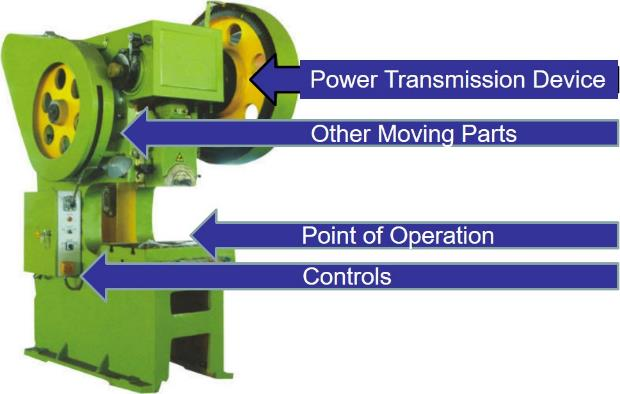 Power Transmission Device
Other Moving Parts
Point of Operation
Controls